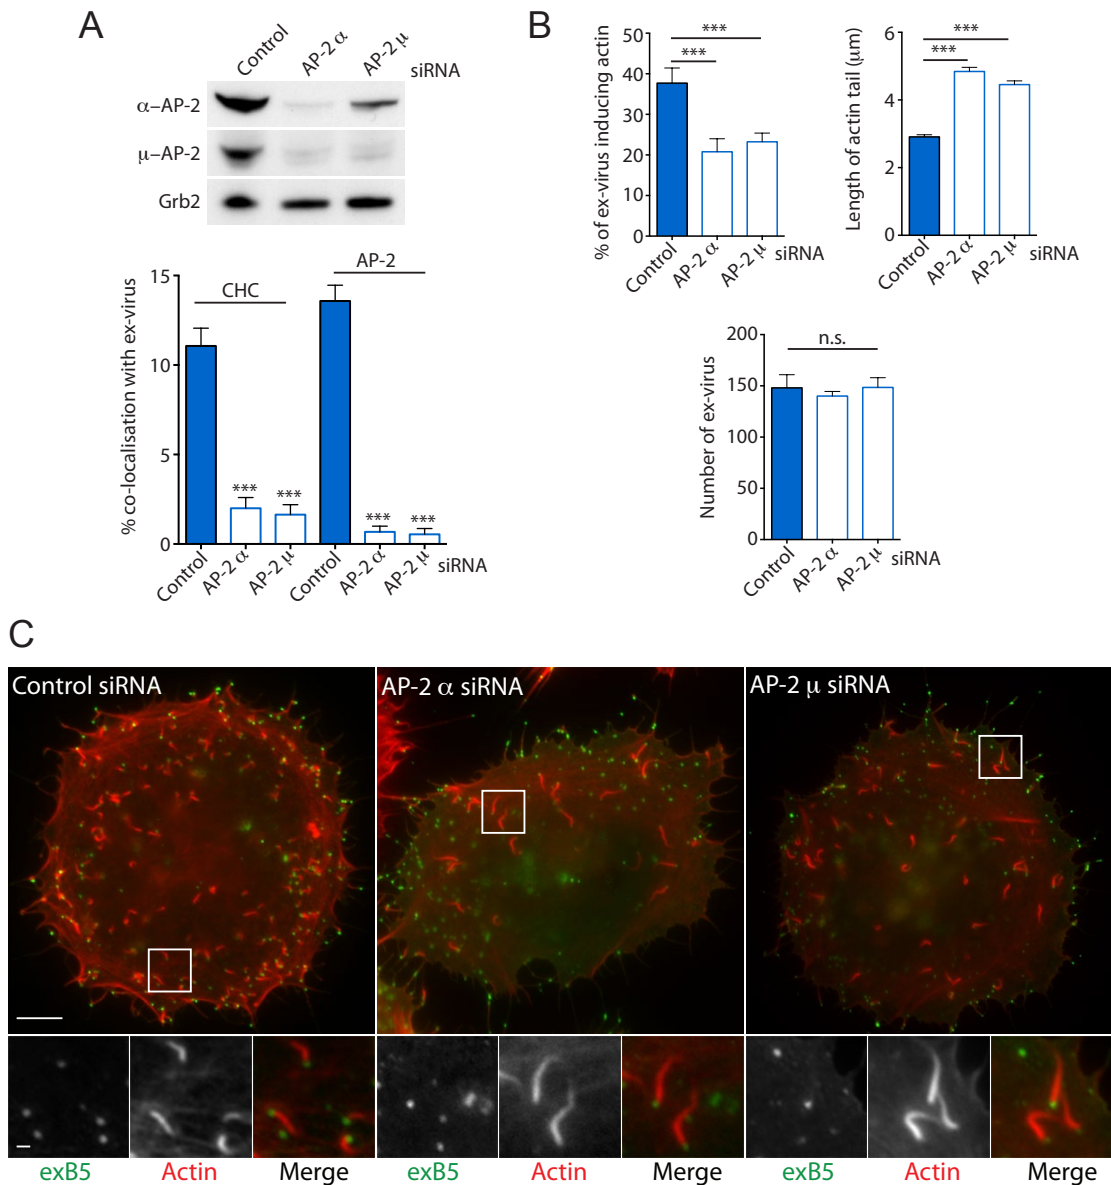 A
Control
AP-2 α
AP-2 μ
siRNA
α–AP-2
μ–AP-2
Grb2
% co-localisation with ex-virus
15
10
5
0
CHC
AP-2
***
***
***
***
Control
AP-2 α
AP-2 μ
Control
AP-2 α
AP-2 μ
siRNA
B
% of ex-virus inducing actin
50
40
30
20
10
0
***
***
Control
AP-2 α
AP-2 μ
siRNA
Length of actin tail (μm)
6
4
2
0
***
***
Control
AP-2 α
AP-2 μ
siRNA
Number of ex-virus
200
150
100
50
0
n.s.
Control
AP-2 α
AP-2 μ
siRNA
C
Control siRNA
AP-2 α siRNA
AP-2 μ siRNA
exB5
Actin
Merge
exB5
Actin
Merge
exB5
Actin
Merge